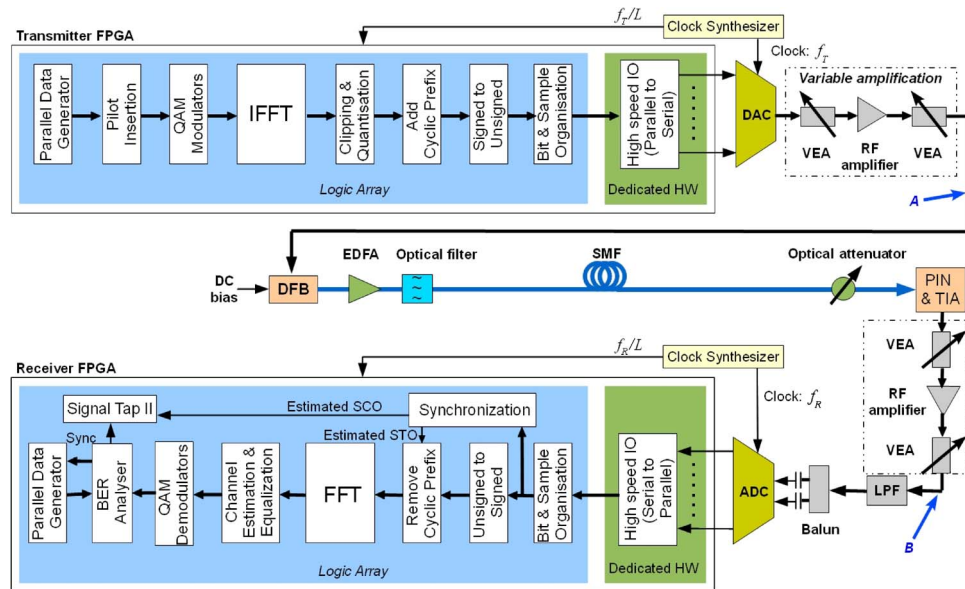 f_T/L
Clock Synthesizer
Transmitter FPGA
Clock: f_T
Parallel Data
Generator
Pilot
Insertion
QAM
Modulators
IFFT
Clipping &
Quantisation
Add
Cyclic Prefix
Signed to
Unsigned
Bit & Sample
Organisation
High speed IO
(Parallel to
Serial)
DAC
Variable amplification
VEA
RF
amplifier
VEA
Logic Array
Dedicated HW
A
EDFA
Optical filter
SMF
Optical attenuator
DC
bias
DFB
~
~
PIN
& TIA
VEA
RF
amplifier
VEA
f_R/L
Clock Synthesizer
Receiver FPGA
Clock: f_R
Signal Tap II
Estimated SCO
Synchronization
Sync
Estimated STO
Parallel Data
Generator
BER
Analyser
QAM
Demodulators
Channel
Estimation &
Equalization
FFT
Remove
Cyclic Prefix
Unsigned to
Signed
Bit & Sample
Organisation
High speed IO
(Serial to
Parallel)
ADC
Balun
LPF
B
Logic Array
Dedicated HW